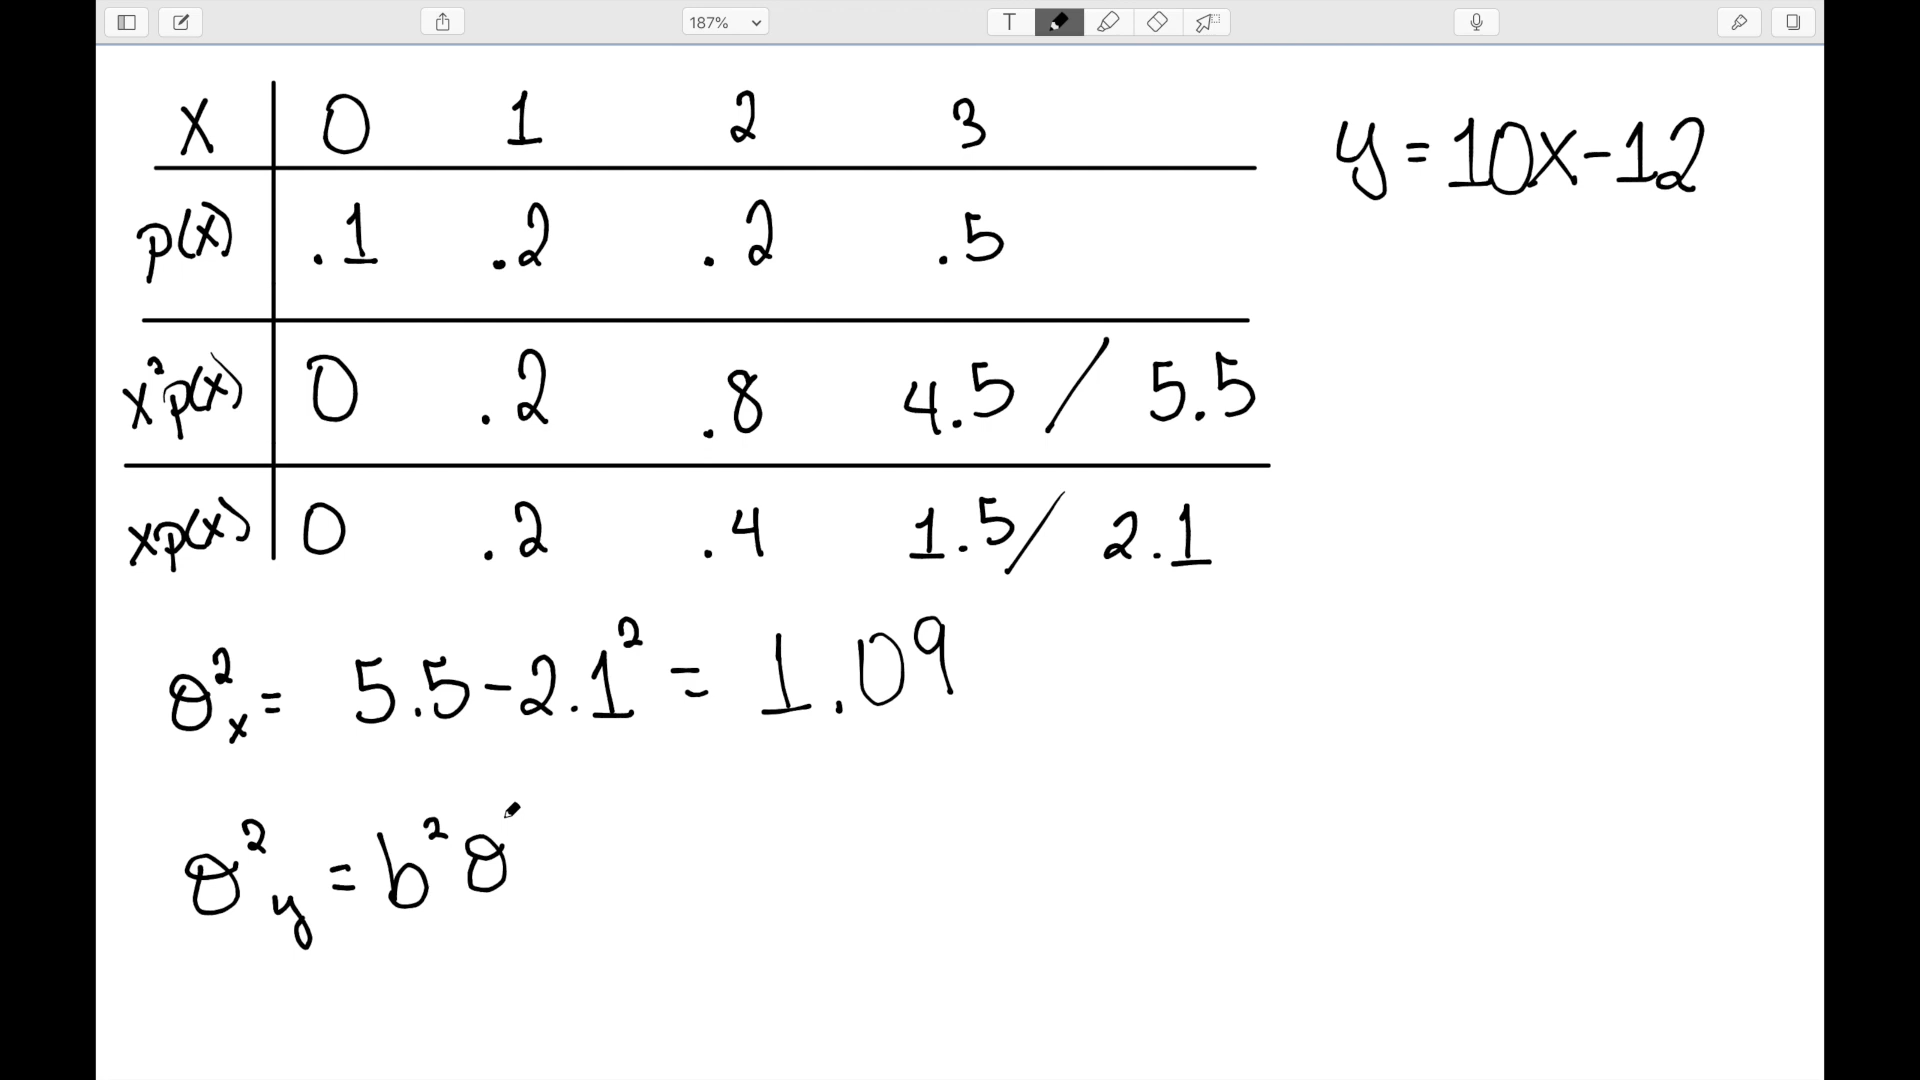 187%
T
x 0 1 2 3
y = 10x - 12
p(x) .1 .2 .2 .5
x²p(x) 0 .2 .8 4.5 / 5.5
xp(x) 0 .2 .4 1.5 / 2.1
σ²ₓ = 5.5 - 2.1² = 1.09
σ²y = b²σ